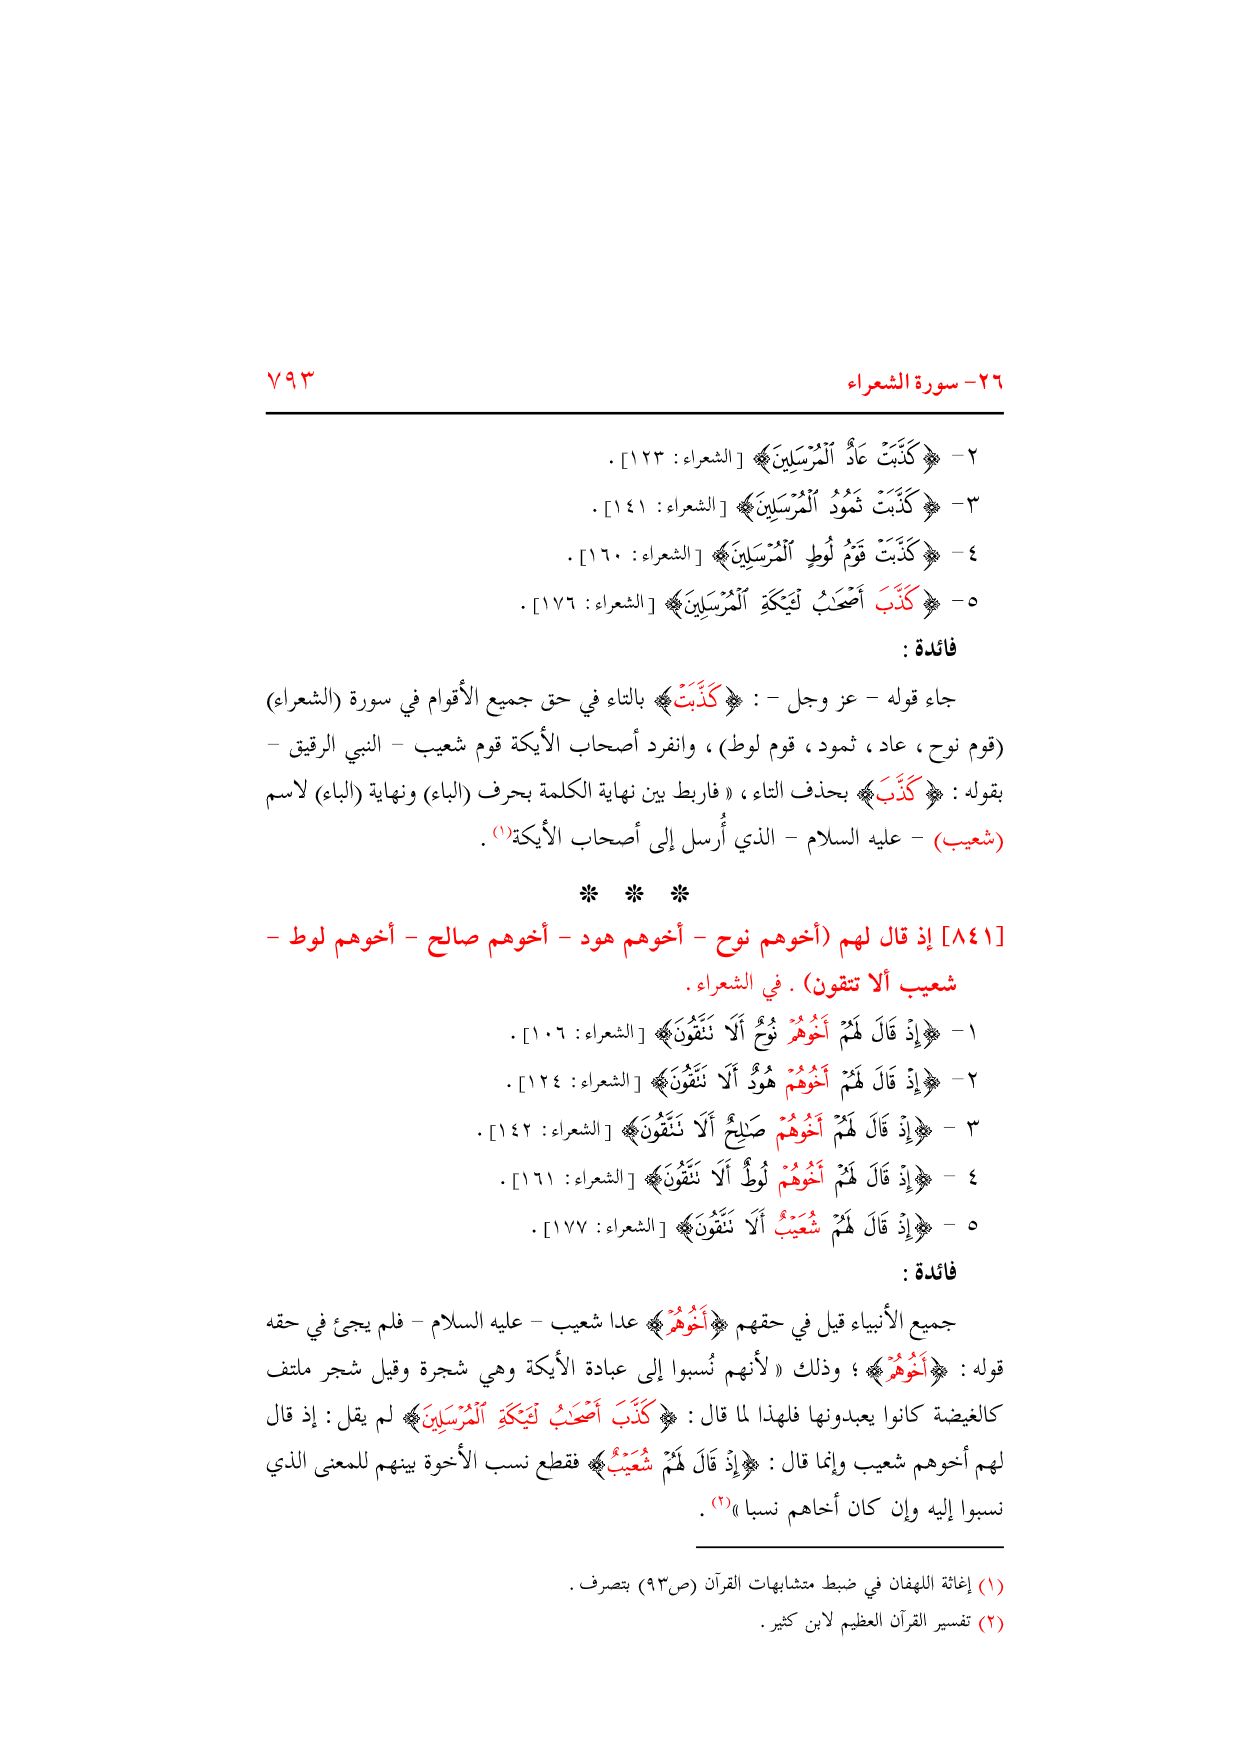 ٢٦- سورة الشعراء ٧٩٣
٢- ﴿كَذَّبَتْ عَادٌ ٱلْمُرْسَلِينَ﴾ [الشعراء: ١٢٣] .
٣- ﴿كَذَّبَتْ ثَمُودُ ٱلْمُرْسَلِينَ﴾ [الشعراء: ١٤١] .
٤- ﴿كَذَّبَتْ قَوْمُ لُوطٍ ٱلْمُرْسَلِينَ﴾ [الشعراء: ١٦٠] .
٥- ﴿كَذَّبَ أَصْحَٰبُ لْـَٔيْكَةِ ٱلْمُرْسَلِينَ﴾ [الشعراء: ١٧٦] .
فائدة :
جاء قوله – عز وجل – : ﴿كَذَّبَتْ﴾ بالتاء في حق جميع الأقوام في سورة (الشعراء)
(قوم نوح ، عاد ، ثمود ، قوم لوط) ، وانفرد أصحاب الأيكة قوم شعيب – النبي الرقيق –
بقوله : ﴿كَذَّبَ﴾ بحذف التاء ، « فاربط بين نهاية الكلمة بحرف (الباء) ونهاية (الباء) لاسم
(شعيب) – عليه السلام – الذي أُرسل إلى أصحاب الأيكة(١) .
❊ ❊ ❊
[٨٤١] إذ قال لهم (أخوهم نوح – أخوهم هود – أخوهم صالح – أخوهم لوط –
شعيب ألا تتقون) . في الشعراء .
١- ﴿إِذْ قَالَ لَهُمْ أَخُوهُمْ نُوحٌ أَلَا تَتَّقُونَ﴾ [الشعراء: ١٠٦] .
٢- ﴿إِذْ قَالَ لَهُمْ أَخُوهُمْ هُودٌ أَلَا تَتَّقُونَ﴾ [الشعراء: ١٢٤] .
٣ – ﴿إِذْ قَالَ لَهُمْ أَخُوهُمْ صَٰلِحٌ أَلَا تَتَّقُونَ﴾ [الشعراء: ١٤٢] .
٤ – ﴿إِذْ قَالَ لَهُمْ أَخُوهُمْ لُوطٌ أَلَا تَتَّقُونَ﴾ [الشعراء: ١٦١] .
٥ – ﴿إِذْ قَالَ لَهُمْ شُعَيْبٌ أَلَا تَتَّقُونَ﴾ [الشعراء: ١٧٧] .
فائدة :
جميع الأنبياء قيل في حقهم ﴿أَخُوهُمْ﴾ عدا شعيب – عليه السلام – فلم يجئ في حقه
قوله : ﴿أَخُوهُمْ﴾ ؛ وذلك « لأنهم نُسبوا إلى عبادة الأيكة وهي شجرة وقيل شجر ملتف
كالغيضة كانوا يعبدونها فلهذا لما قال : ﴿كَذَّبَ أَصْحَٰبُ لْـَٔيْكَةِ ٱلْمُرْسَلِينَ﴾ لم يقل : إذ قال
لهم أخوهم شعيب وإنما قال : ﴿إِذْ قَالَ لَهُمْ شُعَيْبٌ﴾ فقطع نسب الأخوة بينهم للمعنى الذي
نسبوا إليه وإن كان أخاهم نسبا »(٢) .
(١) إغاثة اللهفان في ضبط متشابهات القرآن (ص٩٣) بتصرف .
(٢) تفسير القرآن العظيم لابن كثير .